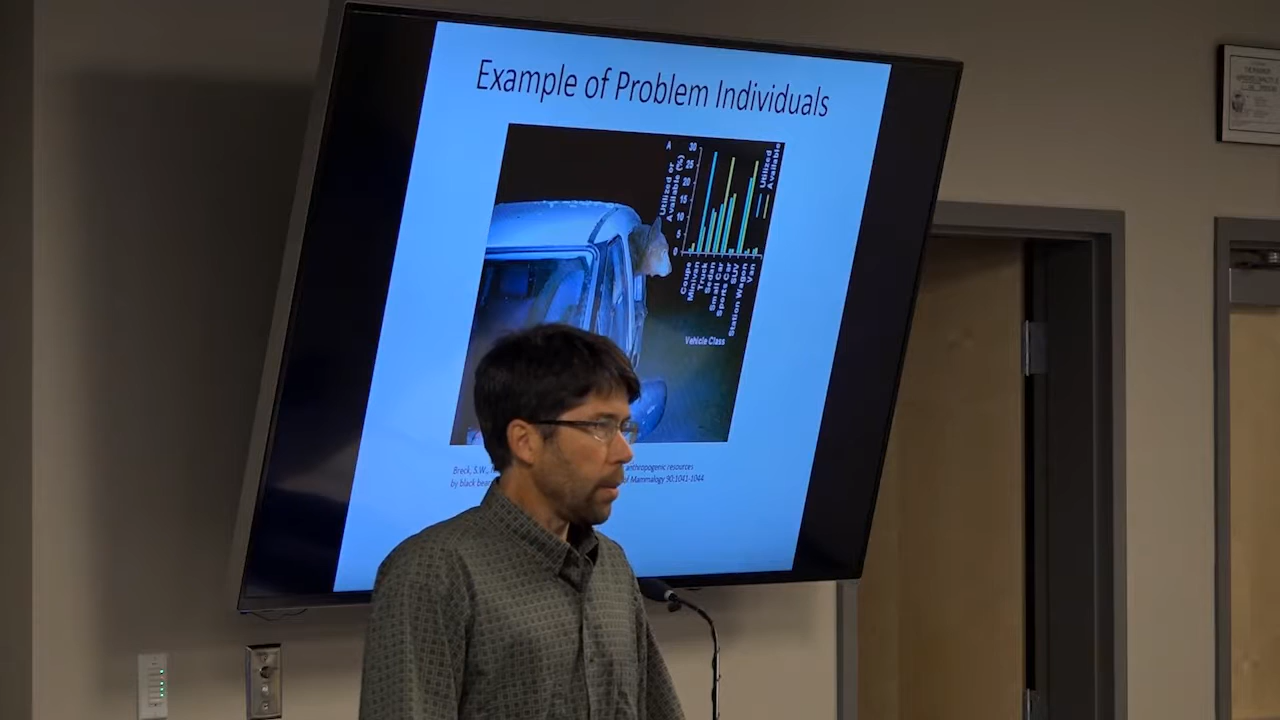 Example of Problem Individuals
A
30
25
20
15
10
5
0
Utilized or
Available (%)
Utilized
Available
Coupe
Minivan
Truck
Sedan
Small Car
Sports Car
SUV
Station Wagon
Van
Vehicle Class
Breck, S.W., anthropogenic resources
by black bear of Mammalogy 90:1041-1044